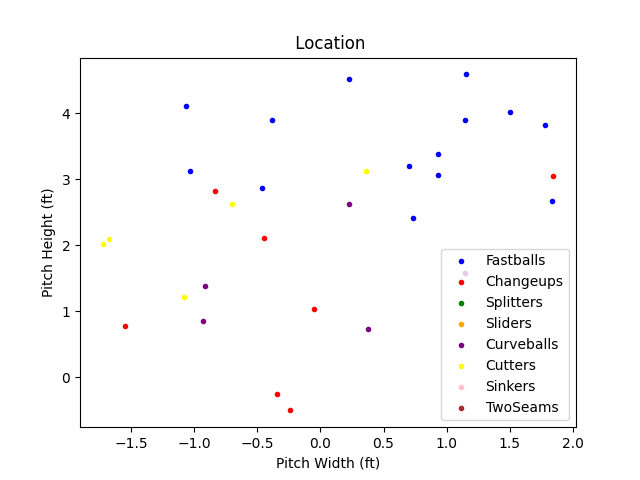 Location
Pitch Height (ft)
4
3
2
1
0
Fastballs
Changeups
Splitters
Sliders
Curveballs
Cutters
Sinkers
TwoSeams
−1.5 −1.0 −0.5 0.0 0.5 1.0 1.5 2.0
Pitch Width (ft)